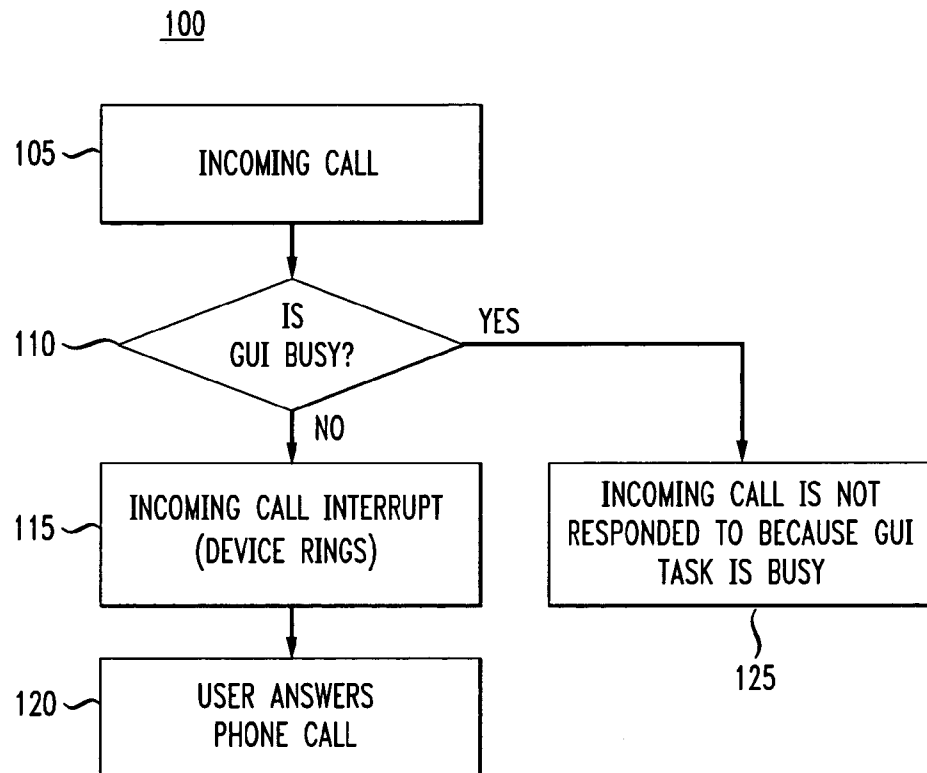 100
105
INCOMING CALL
110
IS
GUI BUSY?
YES
NO
115
INCOMING CALL INTERRUPT
(DEVICE RINGS)
INCOMING CALL IS NOT
RESPONDED TO BECAUSE GUI
TASK IS BUSY
125
120
USER ANSWERS
PHONE CALL